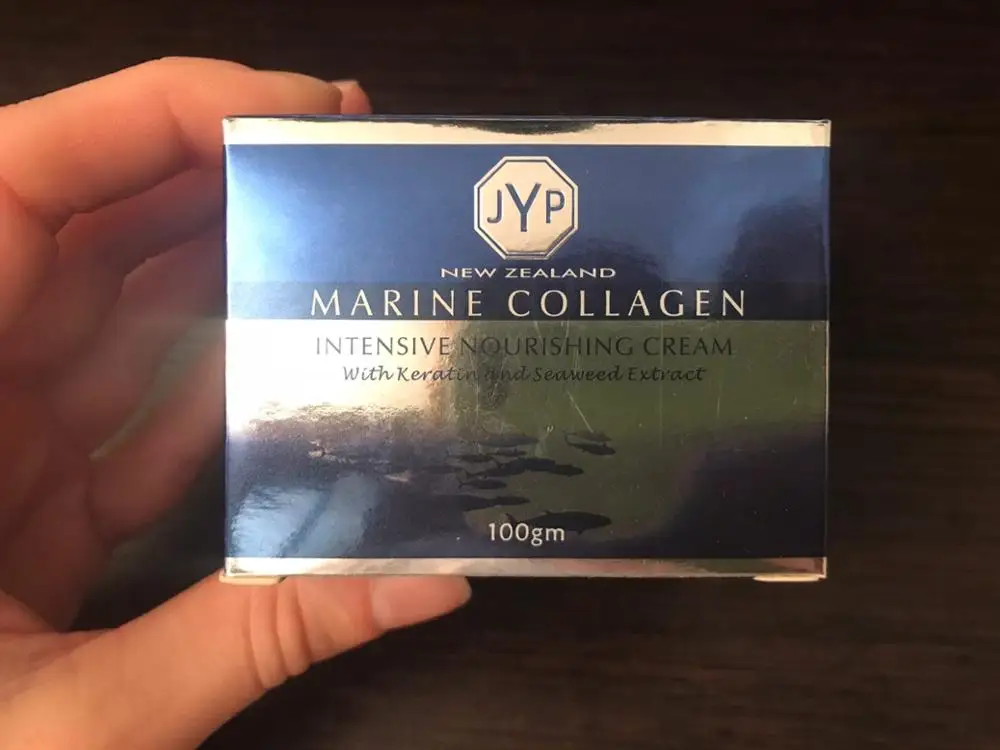 JYP
NEW ZEALAND
MARINE COLLAGEN
INTENSIVE NOURISHING CREAM
With Keratin and Seaweed Extract
100gm